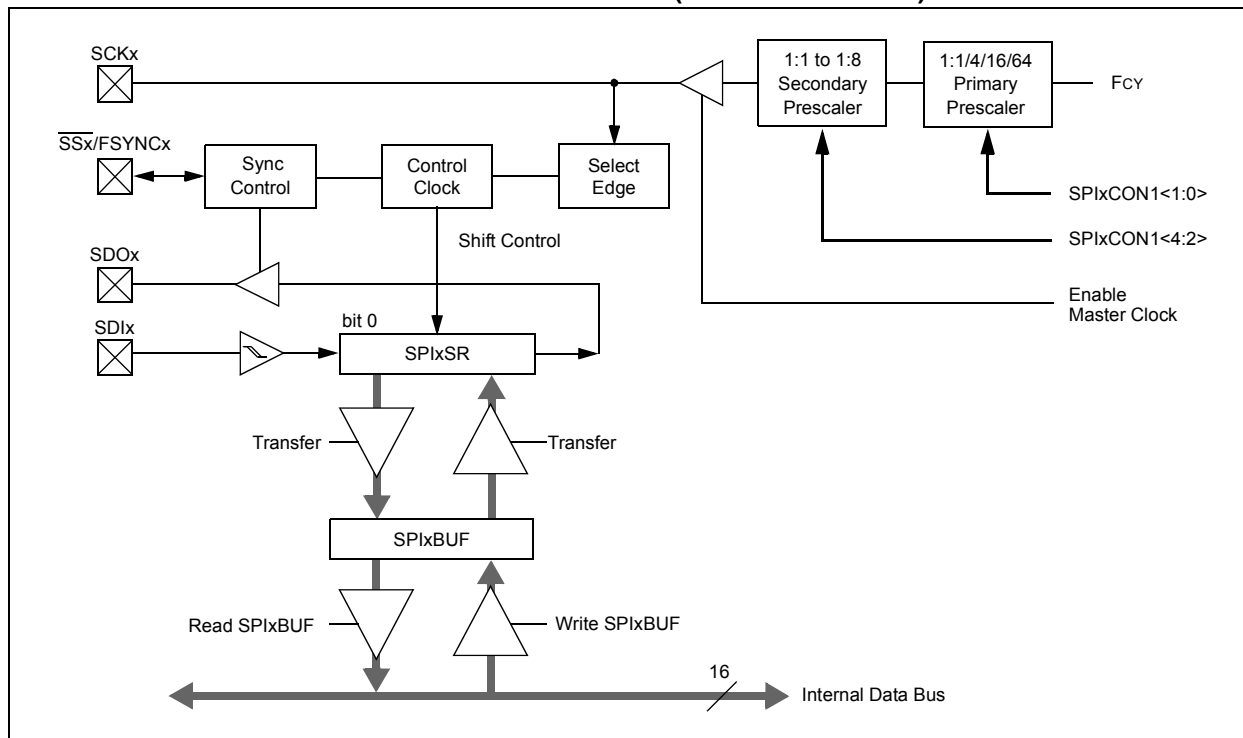 SCKx
1:1 to 1:8
Secondary
Prescaler
1:1/4/16/64
Primary
Prescaler
FCY
SSx/FSYNCx
Sync
Control
Control
Clock
Select
Edge
SPIxCON1<1:0>
Shift Control
SPIxCON1<4:2>
SDOx
Enable
Master Clock
bit 0
SDIx
SPIxSR
Transfer
Transfer
SPIxBUF
Read SPIxBUF
Write SPIxBUF
16
Internal Data Bus